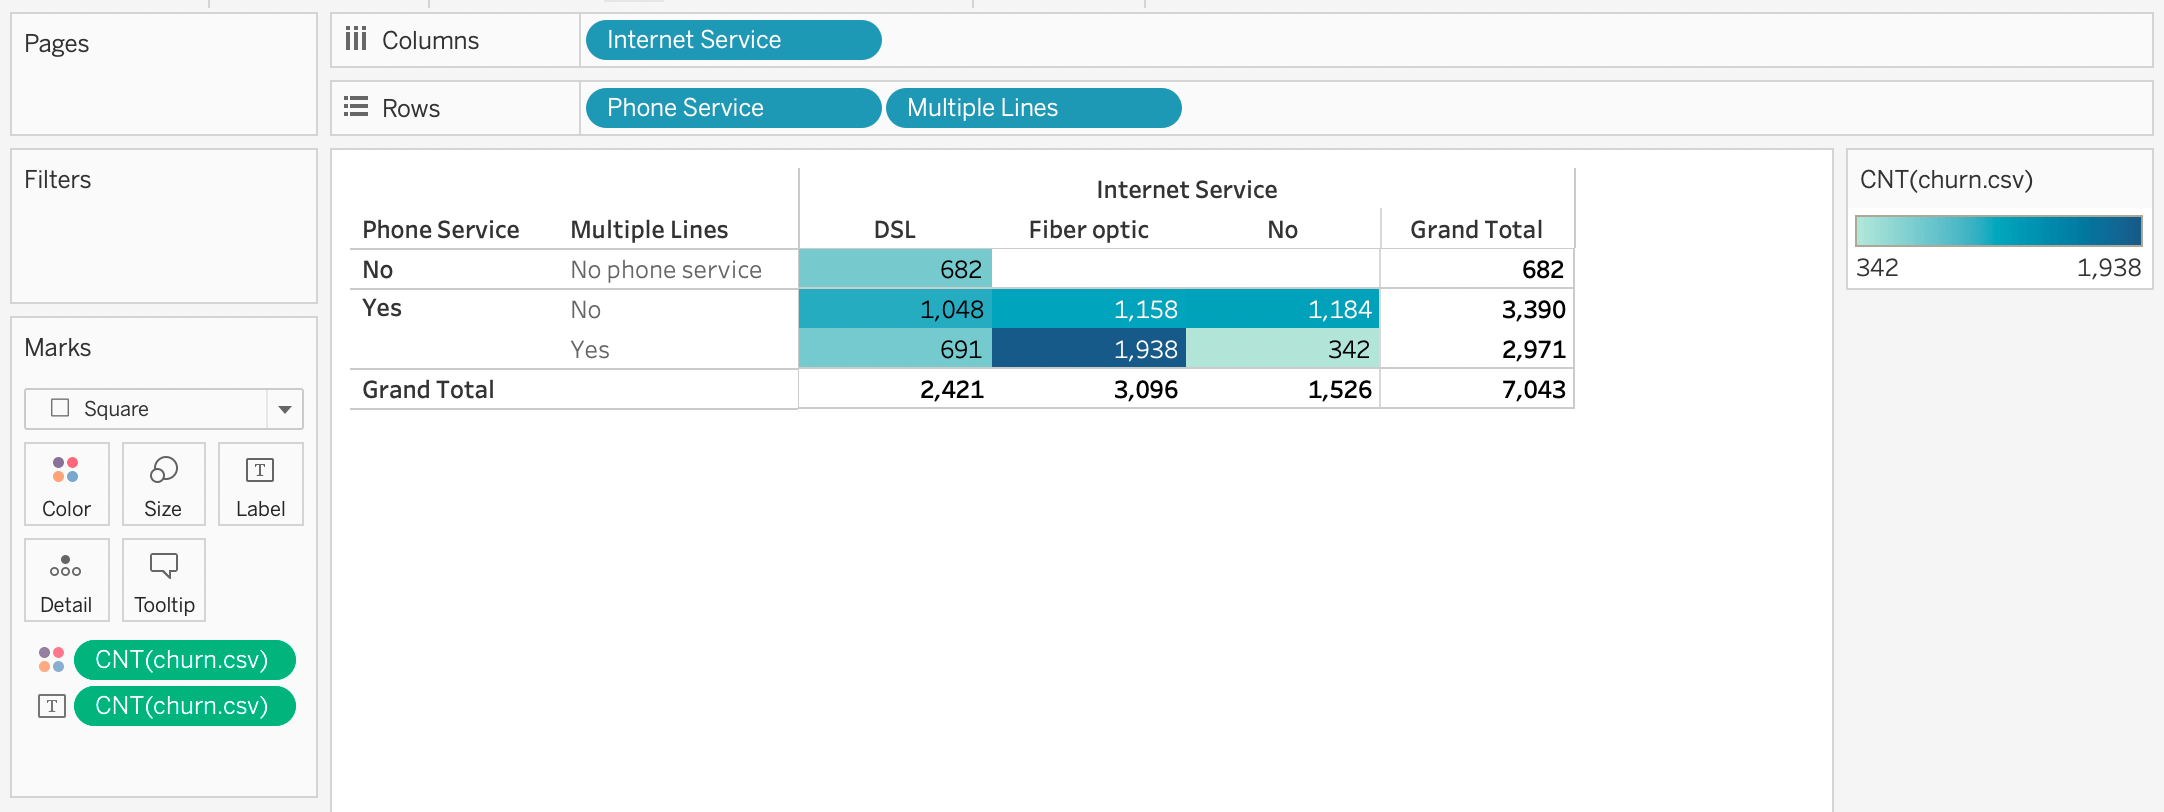 Pages
Columns
Internet Service
Rows
Phone Service
Multiple Lines
Filters
Marks
Square
Color
Size
T
Label
Detail
Tooltip
CNT(churn.csv)
T
CNT(churn.csv)
Internet Service
Phone Service Multiple Lines DSL Fiber optic No Grand Total
No No phone service 682 682
Yes No 1,048 1,158 1,184 3,390
Yes 691 1,938 342 2,971
Grand Total 2,421 3,096 1,526 7,043
CNT(churn.csv)
342 1,938